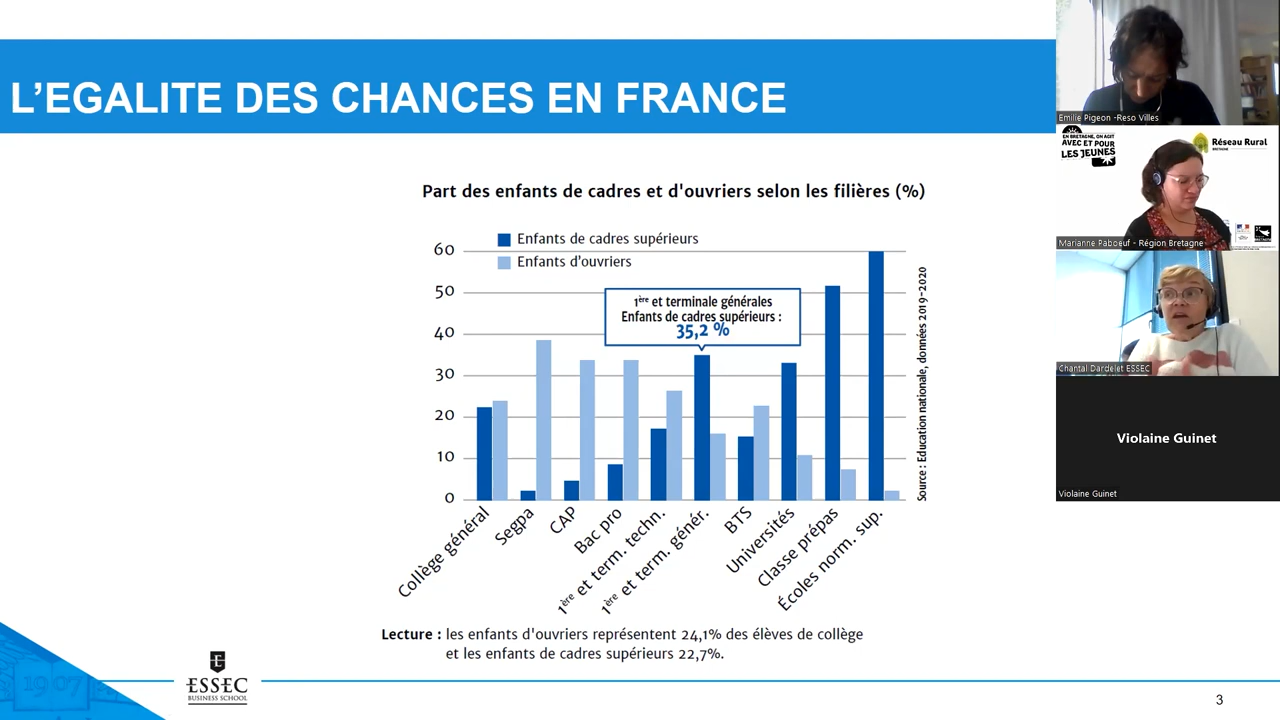 L'EGALITE DES CHANCES EN FRANCE
Part des enfants de cadres et d'ouvriers selon les filières (%)
Enfants de cadres supérieurs
Enfants d'ouvriers
60
50
40
30
20
10
0
1ère et terminale générales
Enfants de cadres supérieurs :
35,2 %
Collège général
Segpa
CAP
Bac pro
1ère et term. techn.
1ère et term. génér.
BTS
Universités
Classe prépas
Écoles norm. sup.
Source : Education nationale, données 2019-2020
Lecture : les enfants d'ouvriers représentent 24,1% des élèves de collège
et les enfants de cadres supérieurs 22,7%.
1907
ESSEC
BUSINESS SCHOOL
3
Emilie Pigeon -Reso Villes
EN BRETAGNE, ON AGIT
AVEC ET POUR
LES JEUNES
Réseau Rural
BRETAGNE
Marianne Paboeuf - Région Bretagne
Chantal Dardelet ESSEC
Violaine Guinet
Violaine Guinet